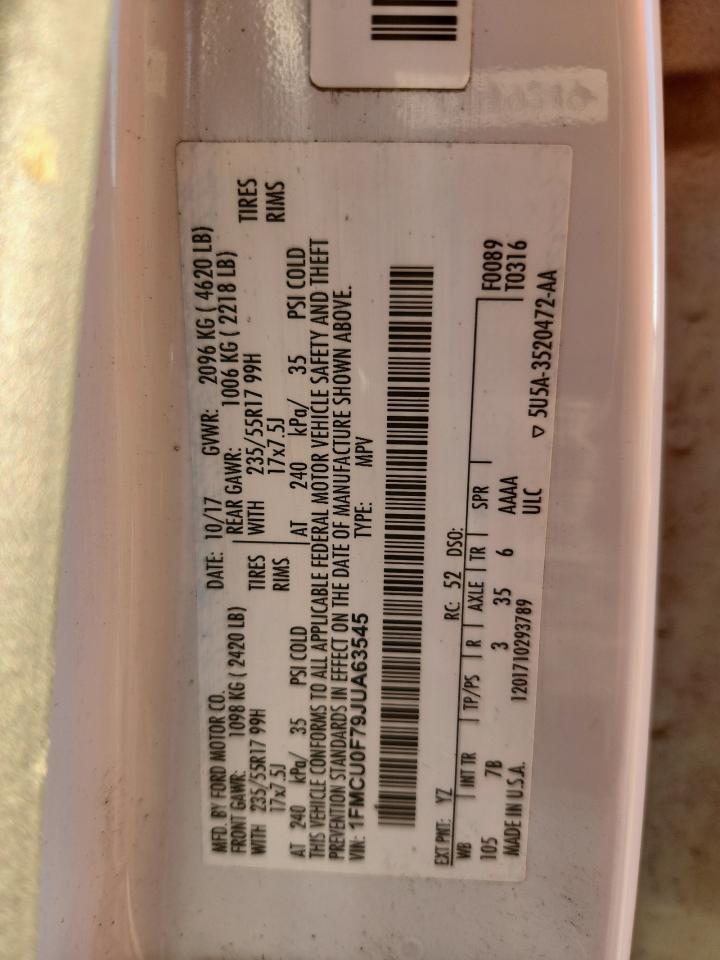 MFD. BY FORD MOTOR CO. DATE: 10/17 GVWR: 2096 KG ( 4620 LB)
FRONT GAWR: 1098 KG ( 2420 LB) REAR GAWR: 1006 KG ( 2218 LB)
WITH 235/55R17 99H TIRES WITH 235/55R17 99H TIRES
17x7.5J RIMS 17x7.5J RIMS
AT 240 kPa/ 35 PSI COLD AT 240 kPa/ 35 PSI COLD
THIS VEHICLE CONFORMS TO ALL APPLICABLE FEDERAL MOTOR VEHICLE SAFETY AND THEFT
PREVENTION STANDARDS IN EFFECT ON THE DATE OF MANUFACTURE SHOWN ABOVE.
VIN: 1FMCU0F79JUA63545 TYPE: MPV
EXT PNT: YZ RC: 52 DSO: F0089
WB INT TR TP/PS R AXLE TR SPR T0316
105 7B 3 35 6 AAAA
MADE IN U.S.A. 1201710293789 ULC
▽ 5U5A-3520472-AA